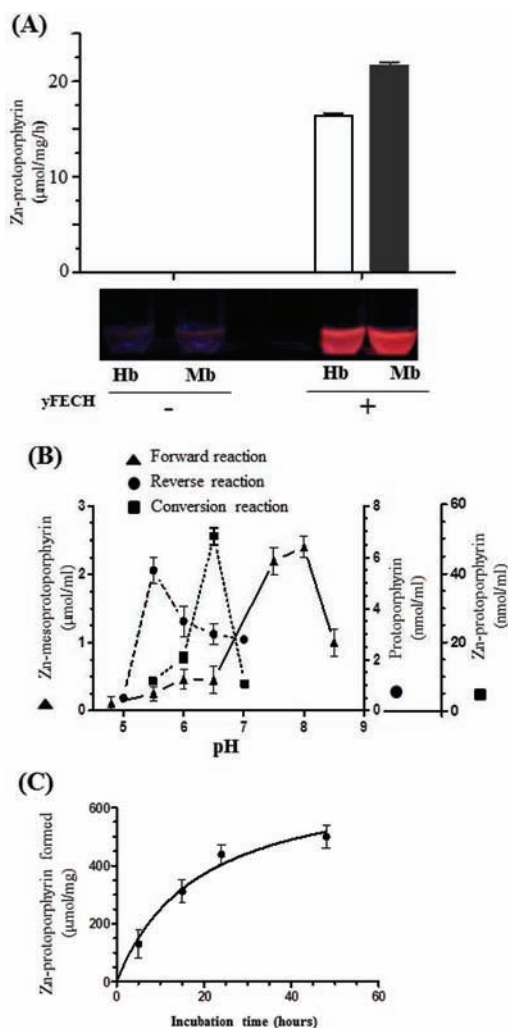 (A)
Zn-protoporphyrin
(μmol/mg/h)
20
10
0
Hb Mb Hb Mb
yFECH - +
(B)
Forward reaction
Reverse reaction
Conversion reaction
Zn-mesoprotoporphyrin
(μmol/ml)
3
2
1
0
8
6
4
2
0
Protoporphyrin
(nmol/ml)
60
40
20
0
Zn-protoporphyrin
(nmol/ml)
5 6 7 8 9
pH
(C)
Zn-protoporphyrin formed
(μmol/mg)
600
400
200
0
0 20 40 60
Incubation time (hours)